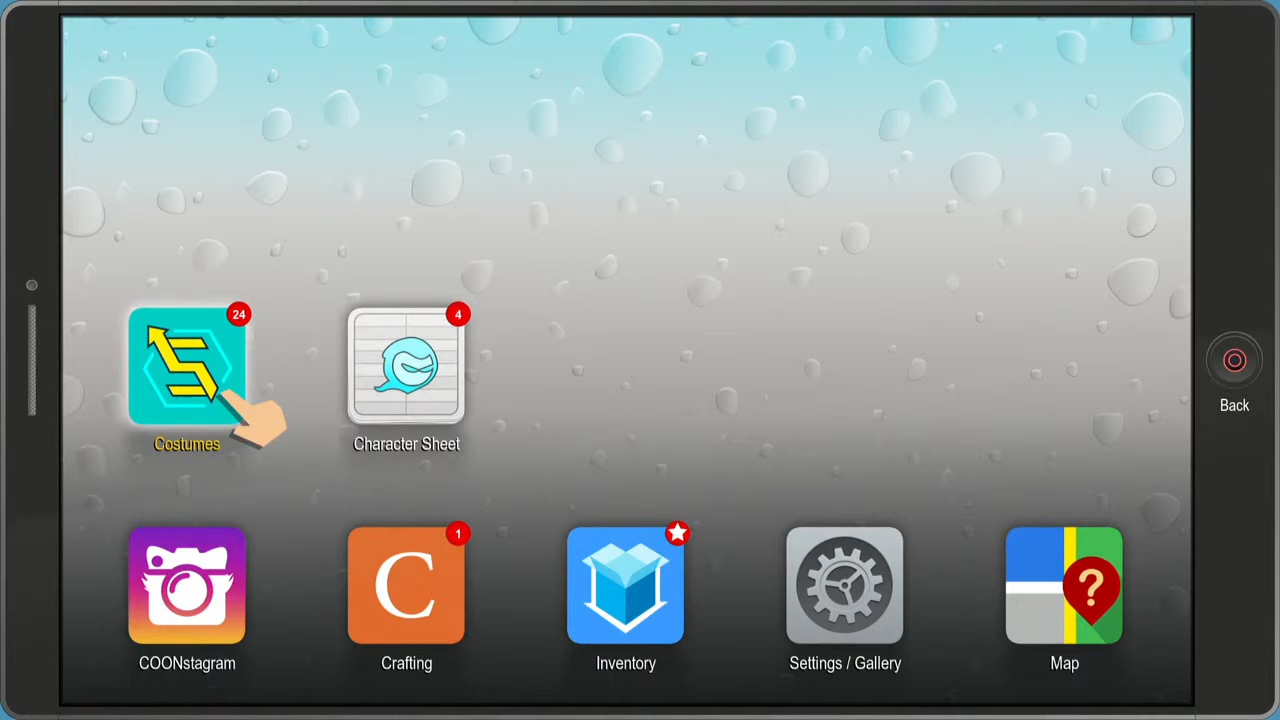 24
4
Costumes
Character Sheet
Back
1
C
?
COONstagram
Crafting
Inventory
Settings / Gallery
Map